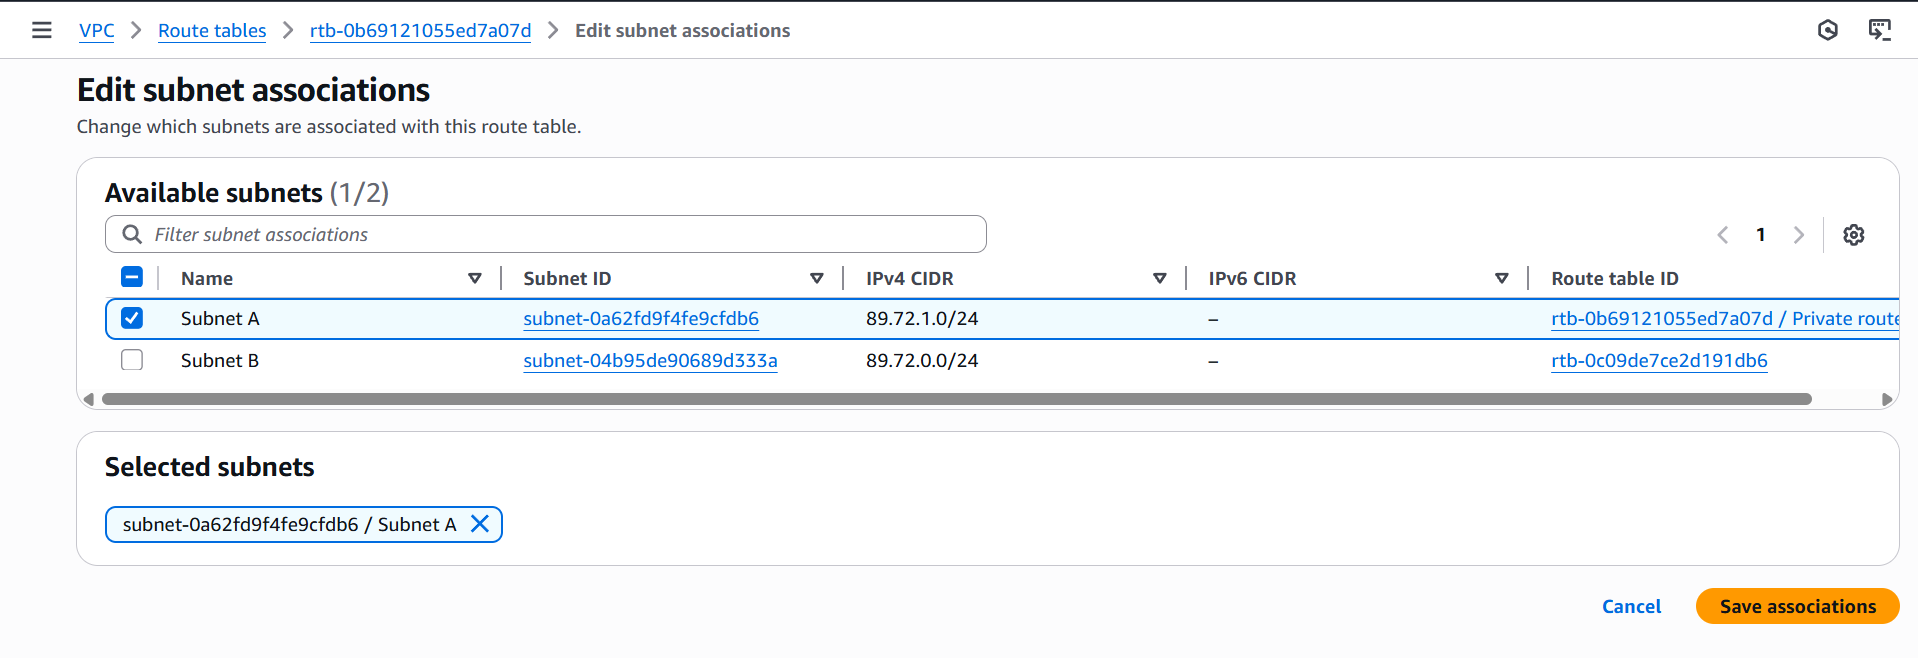 VPC > Route tables > rtb-0b69121055ed7a07d > Edit subnet associations
Edit subnet associations
Change which subnets are associated with this route table.
Available subnets (1/2)
Filter subnet associations
1
Name Subnet ID IPv4 CIDR IPv6 CIDR Route table ID
Subnet A subnet-0a62fd9f4fe9cfdb6 89.72.1.0/24 – rtb-0b69121055ed7a07d / Private route
Subnet B subnet-04b95de90689d333a 89.72.0.0/24 – rtb-0c09de7ce2d191db6
Selected subnets
subnet-0a62fd9f4fe9cfdb6 / Subnet A
Cancel Save associations